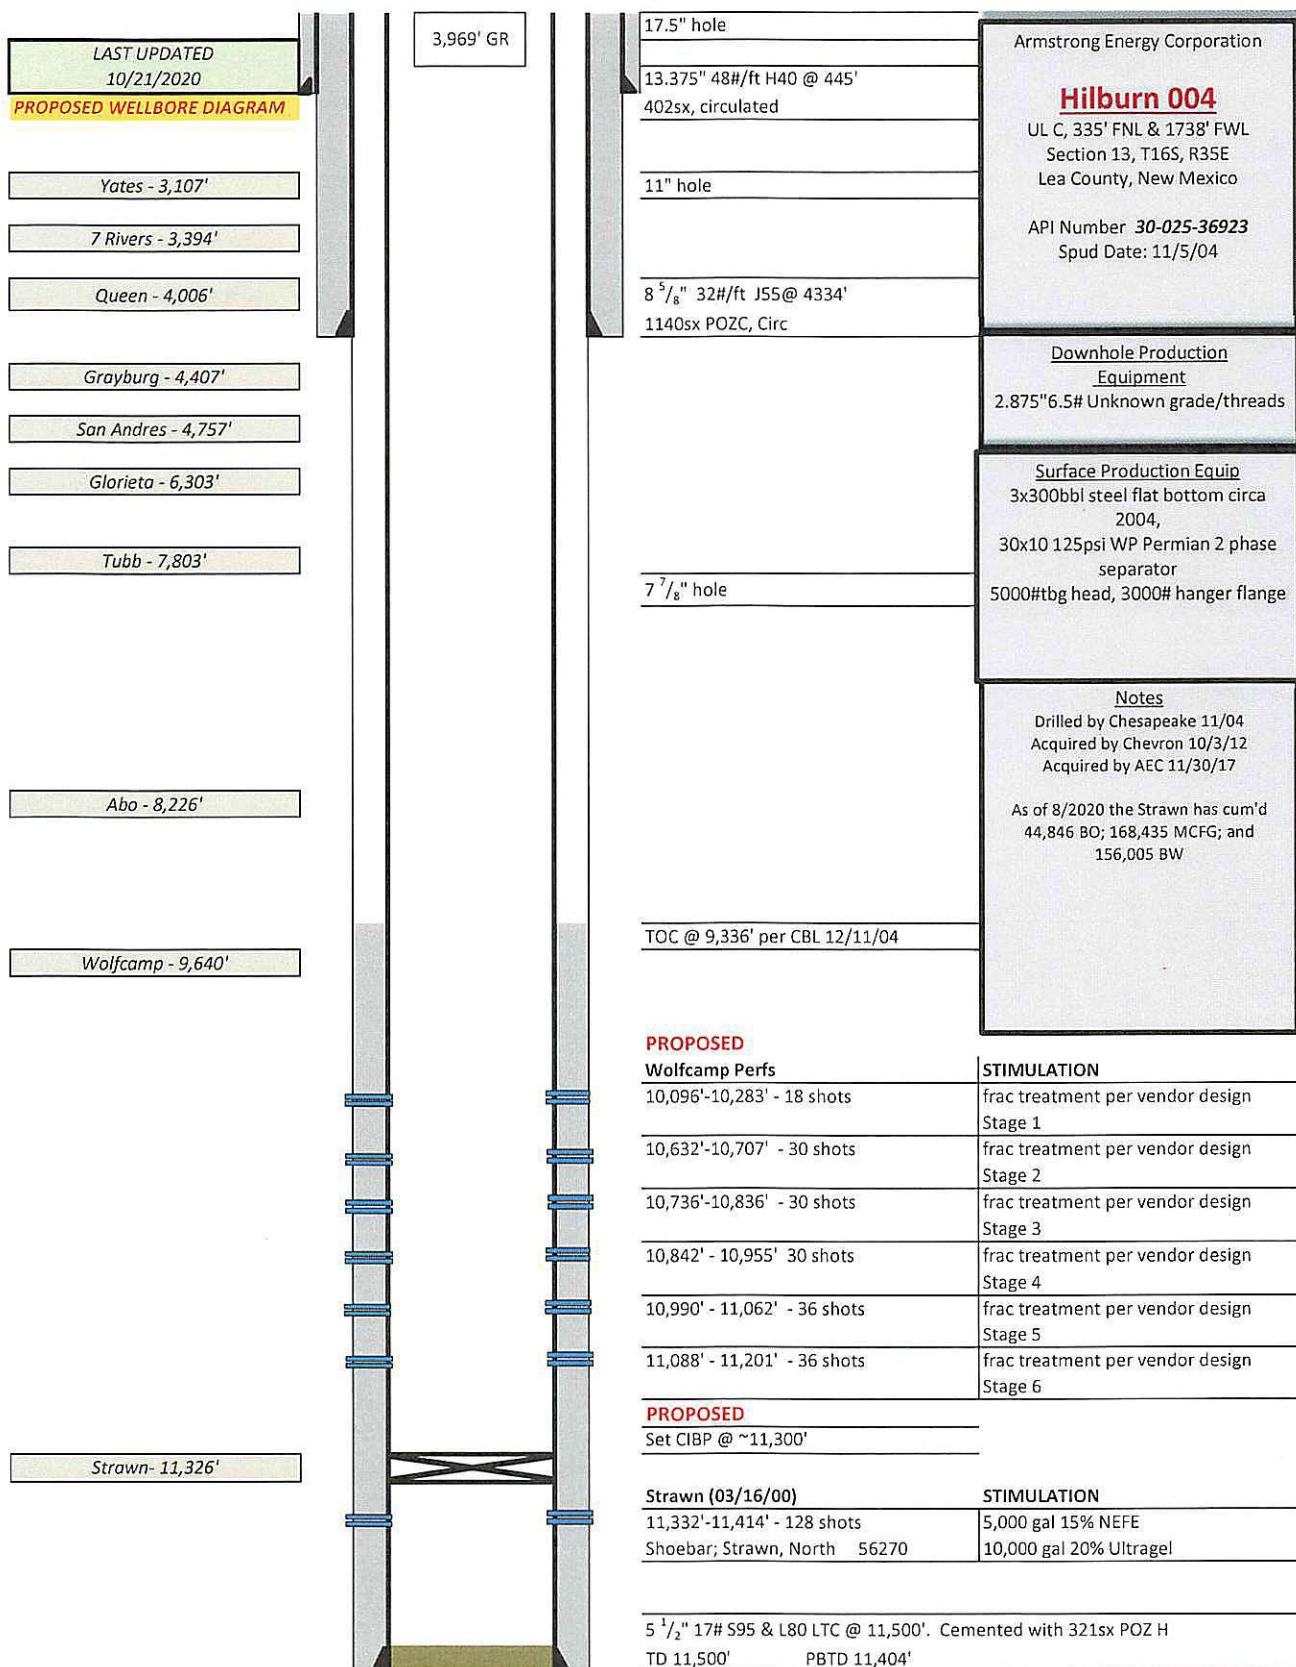 LAST UPDATED
10/21/2020
PROPOSED WELLBORE DIAGRAM
Yates - 3,107'
7 Rivers - 3,394'
Queen - 4,006'
Grayburg - 4,407'
San Andres - 4,757'
Glorieta - 6,303'
Tubb - 7,803'
Abo - 8,226'
Wolfcamp - 9,640'
Strawn- 11,326'
3,969' GR
17.5" hole
13.375" 48#/ft H40 @ 445'
402sx, circulated
11" hole
8 5/8" 32#/ft J55@ 4334'
1140sx POZC, Circ
7 7/8" hole
TOC @ 9,336' per CBL 12/11/04
Armstrong Energy Corporation
Hilburn 004
UL C, 335' FNL & 1738' FWL
Section 13, T16S, R35E
Lea County, New Mexico
API Number 30-025-36923
Spud Date: 11/5/04
Downhole Production
Equipment
2.875"6.5# Unknown grade/threads
Surface Production Equip
3x300bbl steel flat bottom circa
2004,
30x10 125psi WP Permian 2 phase
separator
5000#tbg head, 3000# hanger flange
Notes
Drilled by Chesapeake 11/04
Acquired by Chevron 10/3/12
Acquired by AEC 11/30/17
As of 8/2020 the Strawn has cum'd
44,846 BO; 168,435 MCFG; and
156,005 BW
PROPOSED
Wolfcamp Perfs STIMULATION
10,096'-10,283' - 18 shots frac treatment per vendor design
Stage 1
10,632'-10,707' - 30 shots frac treatment per vendor design
Stage 2
10,736'-10,836' - 30 shots frac treatment per vendor design
Stage 3
10,842' - 10,955' 30 shots frac treatment per vendor design
Stage 4
10,990' - 11,062' - 36 shots frac treatment per vendor design
Stage 5
11,088' - 11,201' - 36 shots frac treatment per vendor design
Stage 6
PROPOSED
Set CIBP @ ~11,300'
Strawn (03/16/00) STIMULATION
11,332'-11,414' - 128 shots 5,000 gal 15% NEFE
Shoebar; Strawn, North 56270 10,000 gal 20% Ultragel
5 1/2" 17# S95 & L80 LTC @ 11,500'. Cemented with 321sx POZ H
TD 11,500' PBTD 11,404'